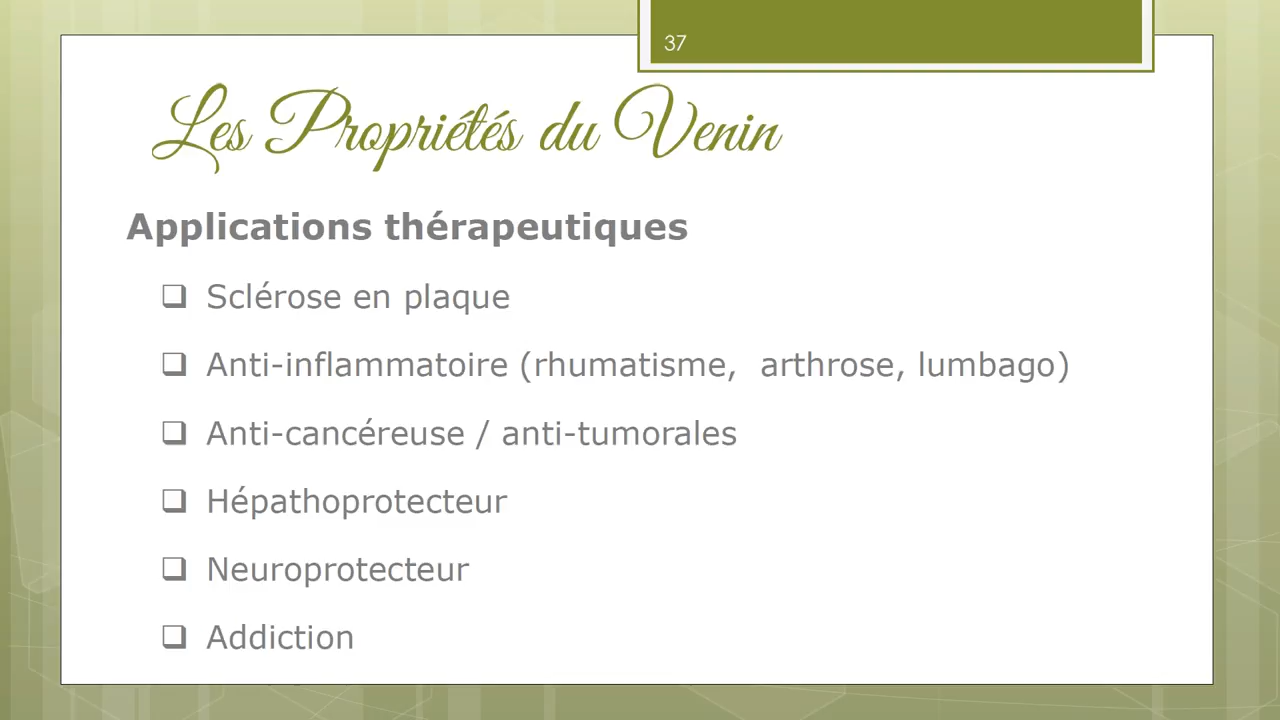 37
Les Propriétés du Venin
Applications thérapeutiques
❑ Sclérose en plaque
❑ Anti-inflammatoire (rhumatisme,  arthrose, lumbago)
❑ Anti-cancéreuse / anti-tumorales
❑ Hépathoprotecteur
❑ Neuroprotecteur
❑ Addiction